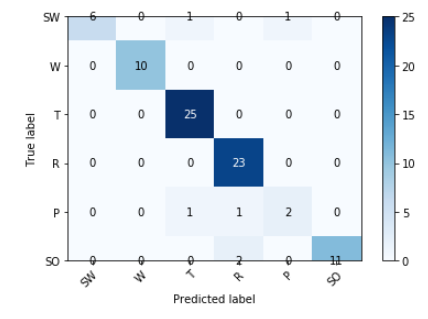 SW 6 0 1 0 1 0
W 0 10 0 0 0 0
T 0 0 25 0 0 0
R 0 0 0 23 0 0
P 0 0 1 1 2 0
SO 0 0 0 2 0 11
SW W T R P SO
True label
Predicted label
25
20
15
10
5
0